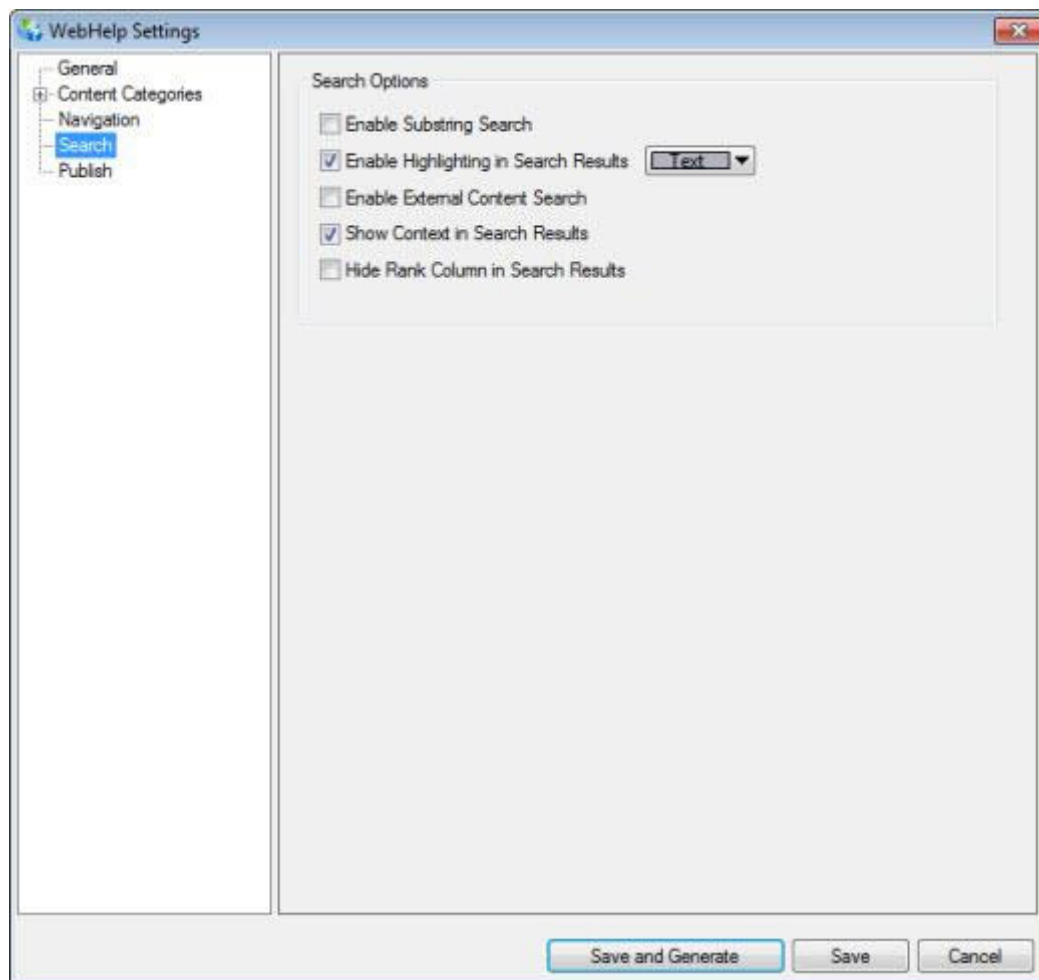 WebHelp Settings
General
Content Categories
Navigation
Search
Publish
Search Options
Enable Substring Search
Enable Highlighting in Search Results Text
Enable External Content Search
Show Context in Search Results
Hide Rank Column in Search Results
Save and Generate Save Cancel